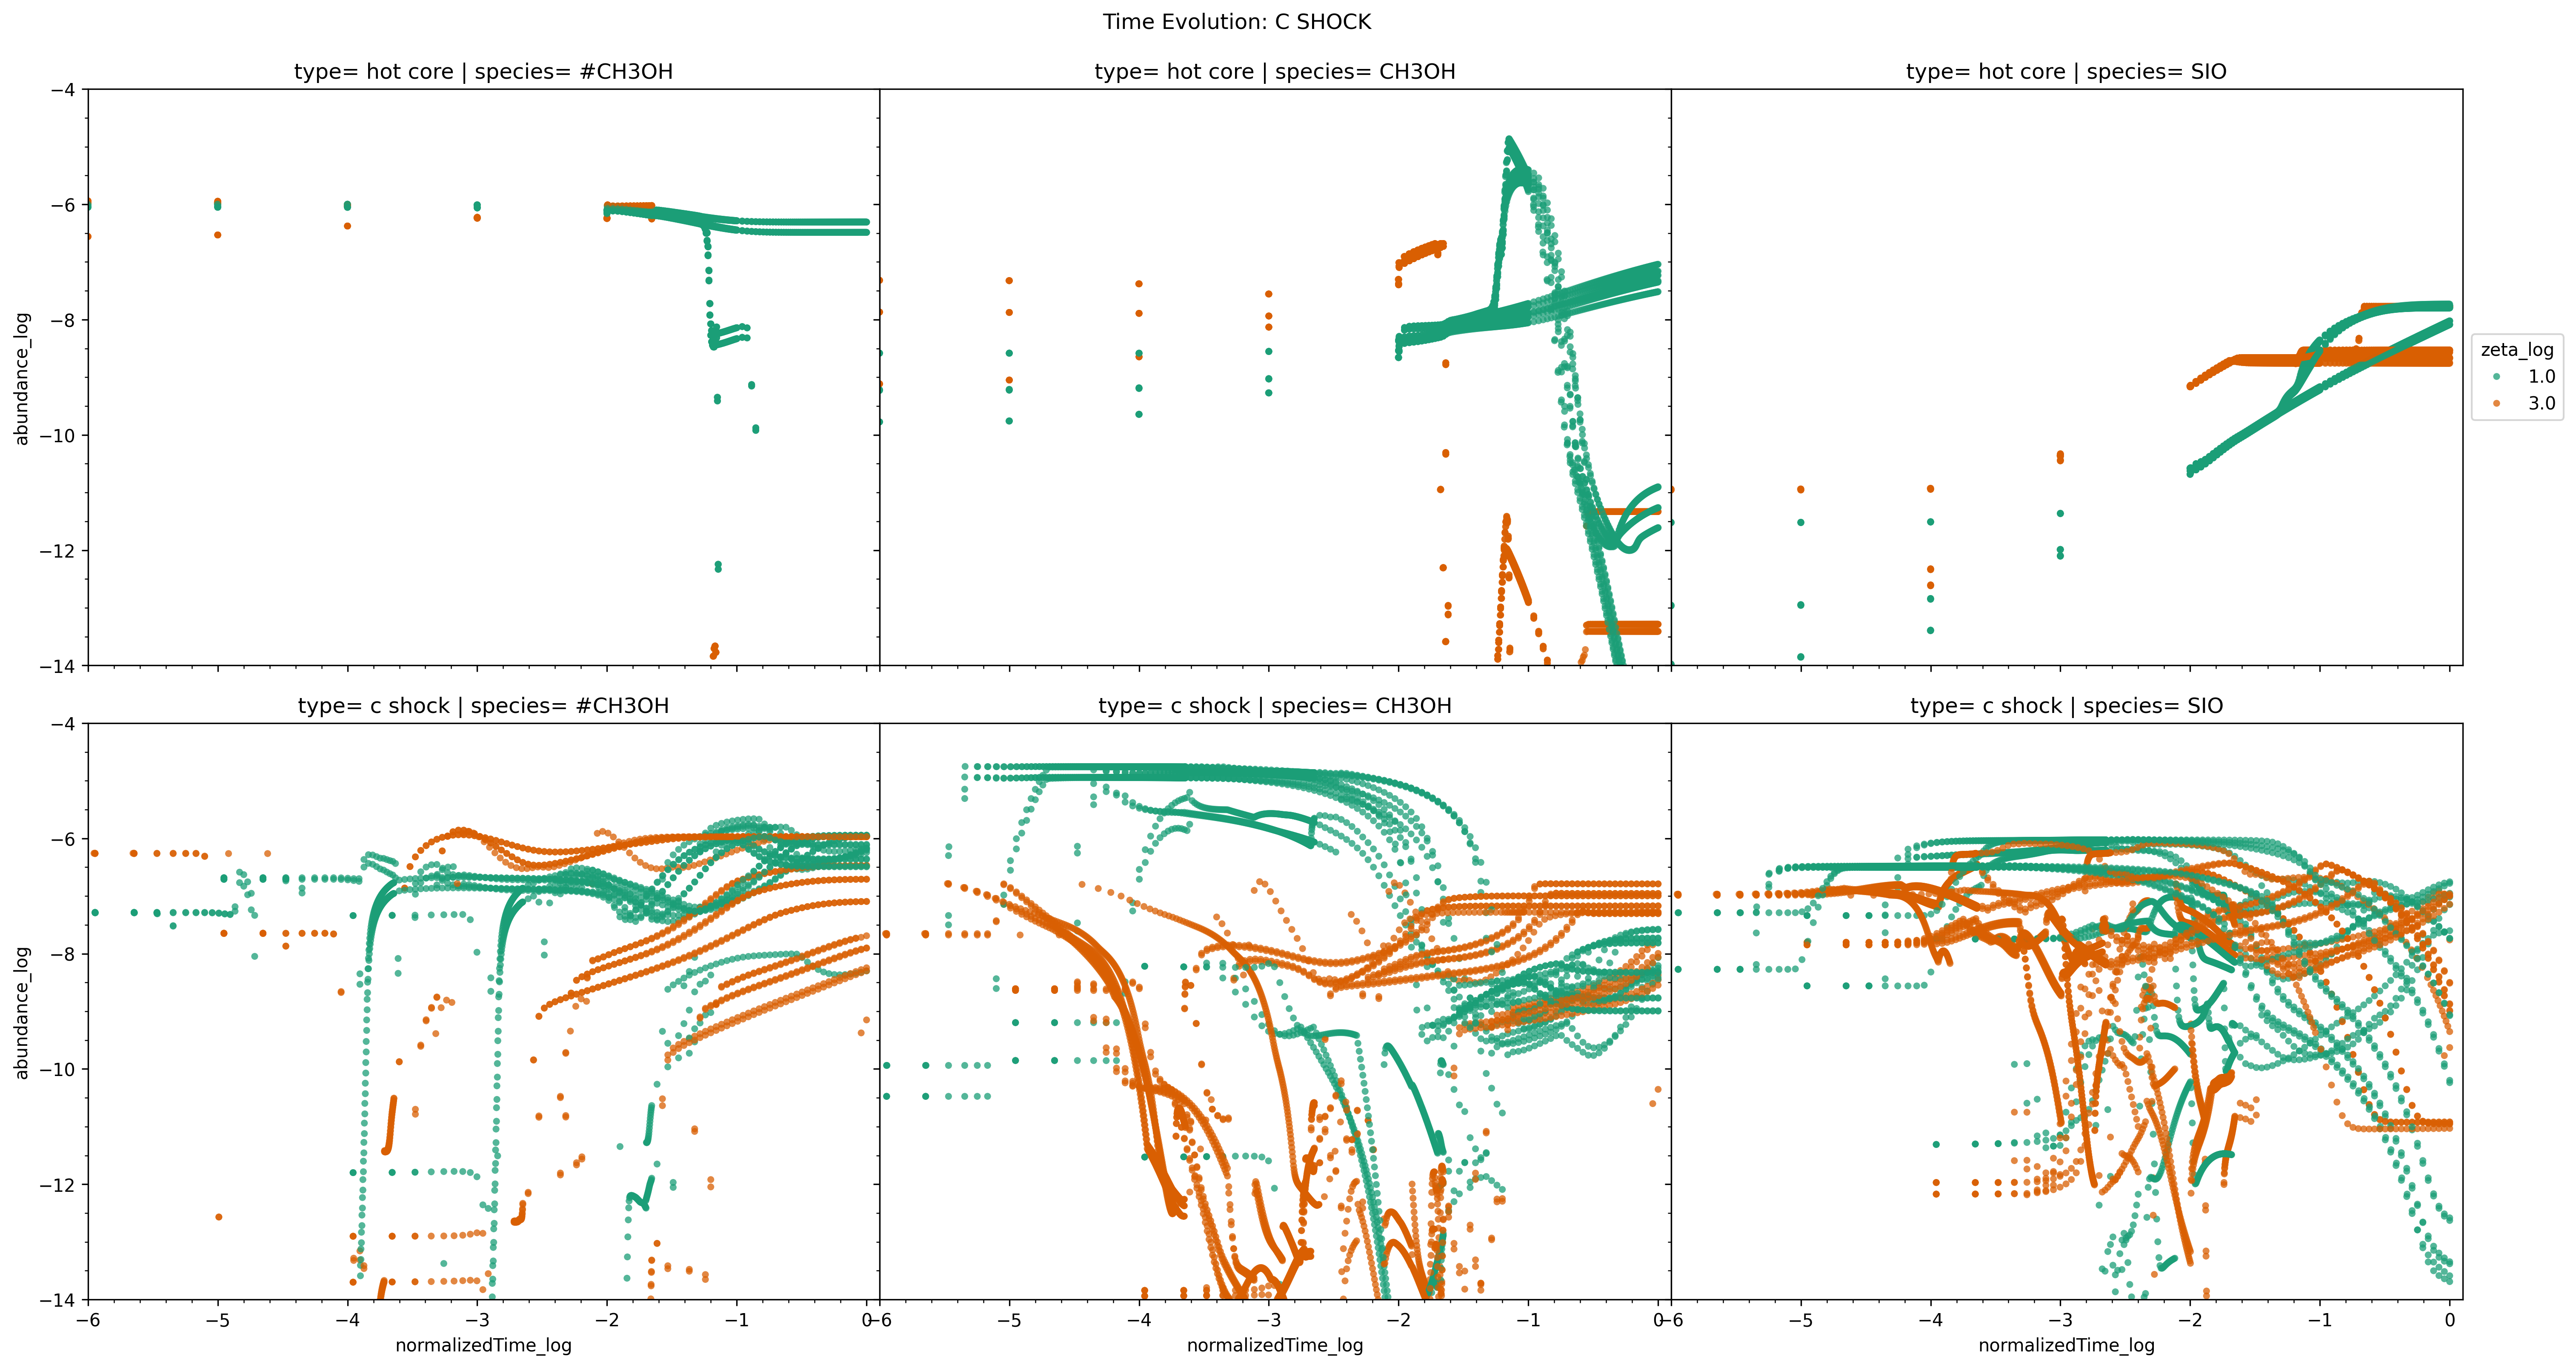 Time Evolution: C SHOCK
type= hot core | species= #CH3OH
type= hot core | species= CH3OH
type= hot core | species= SIO
−4
−6
−8
−10
−12
−14
abundance_log
zeta_log
1.0
3.0
type= c shock | species= #CH3OH
type= c shock | species= CH3OH
type= c shock | species= SIO
−4
−6
−8
−10
−12
−14
abundance_log
−6 −5 −4 −3 −2 −1 0
−6 −5 −4 −3 −2 −1 0
−6 −5 −4 −3 −2 −1 0
normalizedTime_log
normalizedTime_log
normalizedTime_log